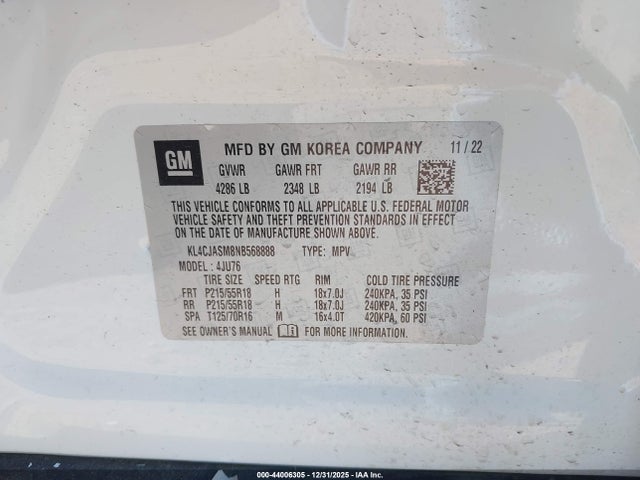 GM
MFD BY GM KOREA COMPANY 11 / 22
GVWR GAWR FRT GAWR RR
4286 LB 2348 LB 2194 LB
THIS VEHICLE CONFORMS TO ALL APPLICABLE U.S. FEDERAL MOTOR
VEHICLE SAFETY AND THEFT PREVENTION STANDARDS IN EFFECT
ON THE DATE OF MANUFACTURE SHOWN ABOVE.
KL4CJASM8NB568888 TYPE: MPV
MODEL : 4JU76
TIRE SIZE SPEED RTG RIM COLD TIRE PRESSURE
FRT P215/55R18 H 18x7.0J 240KPA, 35 PSI
RR P215/55R18 H 18x7.0J 240KPA, 35 PSI
SPA T125/70R16 M 16x4.0T 420KPA, 60 PSI
SEE OWNER'S MANUAL FOR MORE INFORMATION.
000-44006305 - 12/31/2025 - IAA Inc.